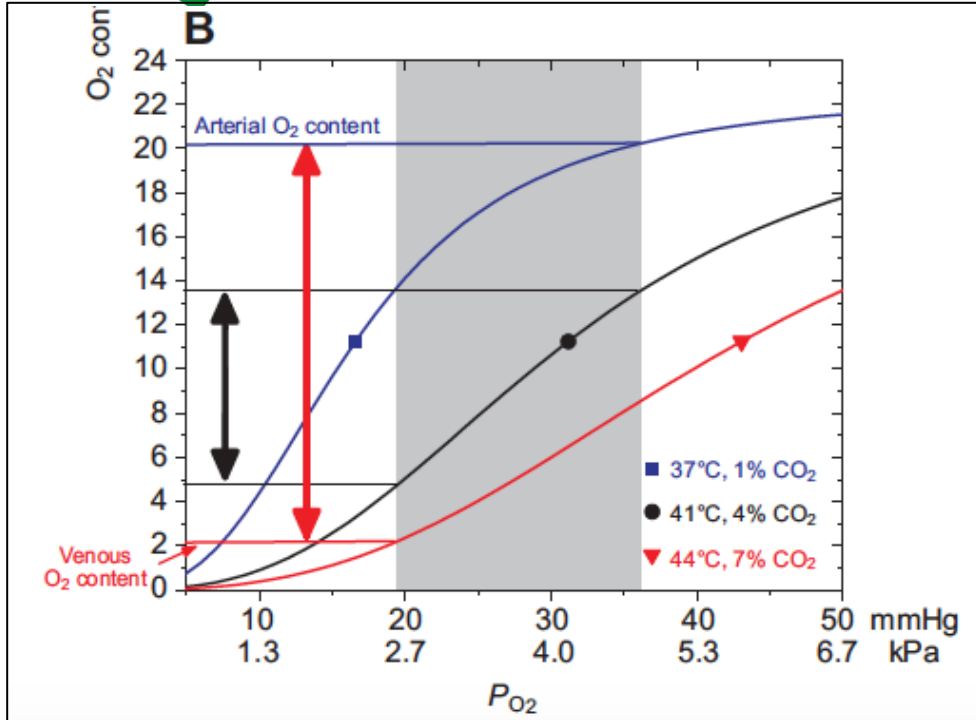 B
O₂ con
24
22
Arterial O₂ content
20
18
16
14
12
10
8
6
37°C, 1% CO₂
4
41°C, 4% CO₂
2
Venous
O₂ content
44°C, 7% CO₂
0
10 20 30 40 50 mmHg
1.3 2.7 4.0 5.3 6.7 kPa
PO₂